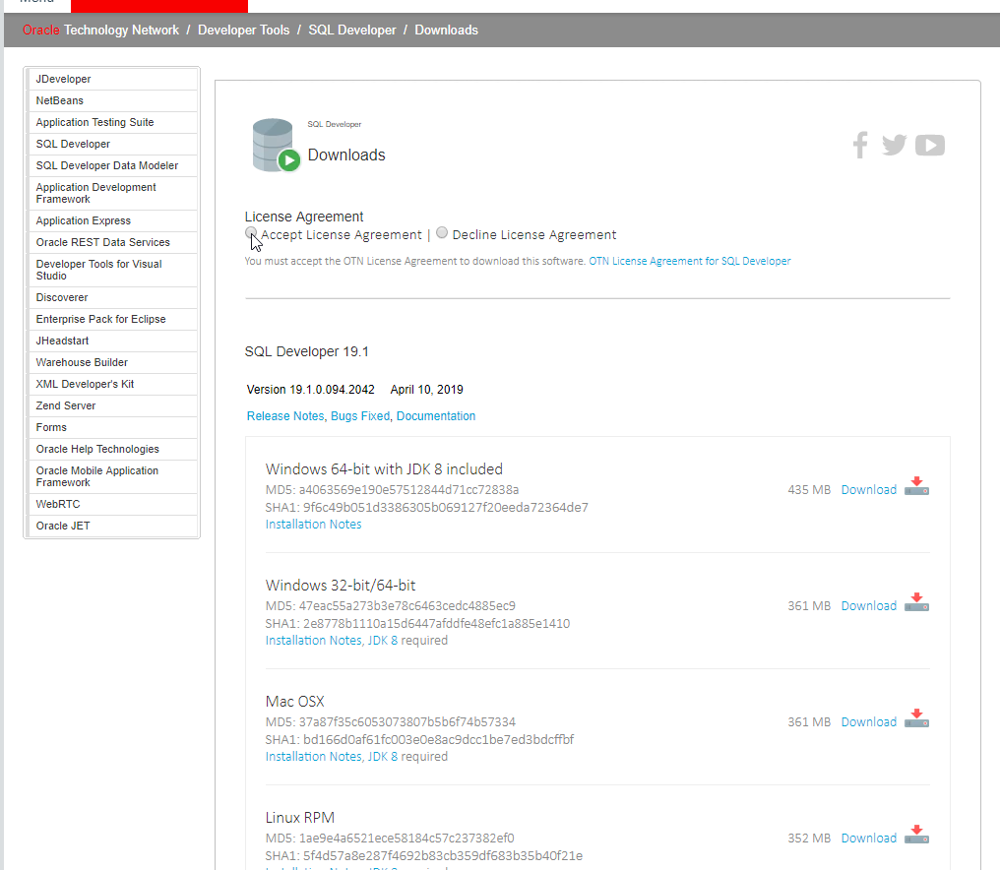 Menu
Oracle Technology Network / Developer Tools / SQL Developer / Downloads
JDeveloper
NetBeans
Application Testing Suite
SQL Developer
SQL Developer Data Modeler
Application Development
Framework
Application Express
Oracle REST Data Services
Developer Tools for Visual
Studio
Discoverer
Enterprise Pack for Eclipse
JHeadstart
Warehouse Builder
XML Developer's Kit
Zend Server
Forms
Oracle Help Technologies
Oracle Mobile Application
Framework
WebRTC
Oracle JET
SQL Developer
Downloads
License Agreement
Accept License Agreement | Decline License Agreement
You must accept the OTN License Agreement to download this software. OTN License Agreement for SQL Developer
SQL Developer 19.1
Version 19.1.0.094.2042 April 10, 2019
Release Notes, Bugs Fixed, Documentation
Windows 64-bit with JDK 8 included
MD5: a4063569e190e57512844d71cc72838a
435 MB Download
SHA1: 9f6c49b051d3386305b069127f20eeda72364de7
Installation Notes
Windows 32-bit/64-bit
MD5: 47eac55a273b3e78c6463cedc4885ec9
361 MB Download
SHA1: 2e8778b1110a15d6447afddfe48efc1a885e1410
Installation Notes, JDK 8 required
Mac OSX
MD5: 37a87f35c6053073807b5b6f74b57334
361 MB Download
SHA1: bd166d0af61fc003e0e8ac9dcc1be7ed3bdcffbf
Installation Notes, JDK 8 required
Linux RPM
MD5: 1ae9e4a6521ece58184c57c237382ef0
352 MB Download
SHA1: 5f4d57a8e287f4692b83cb359df683b35b40f21e
Installation Notes, JDK 8 required